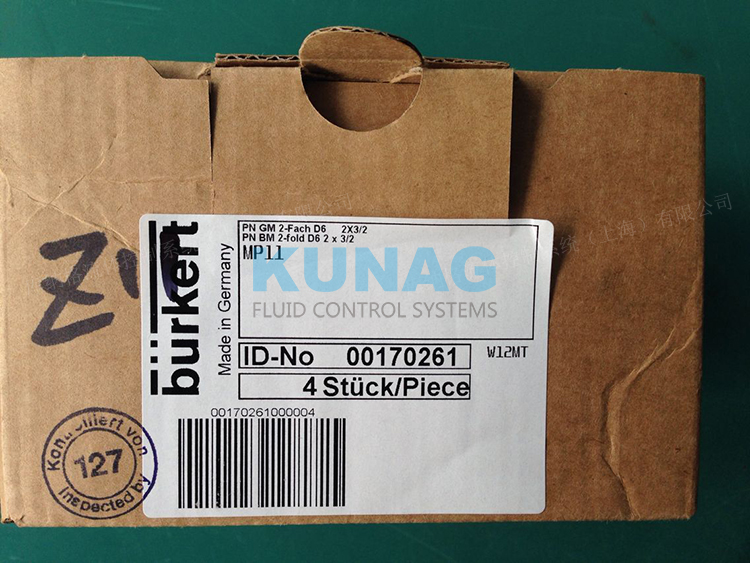 PN GM 2-Fach D6 2X3/2
PN BM 2-fold D6 2 x 3/2
MP11
KUNAG
FLUID CONTROL SYSTEMS
bürkert
Made in Germany
ID-No 00170261
W12MT
4 Stück/Piece
00170261000004
Kontrolliert von
127
Inspected by
有限公司